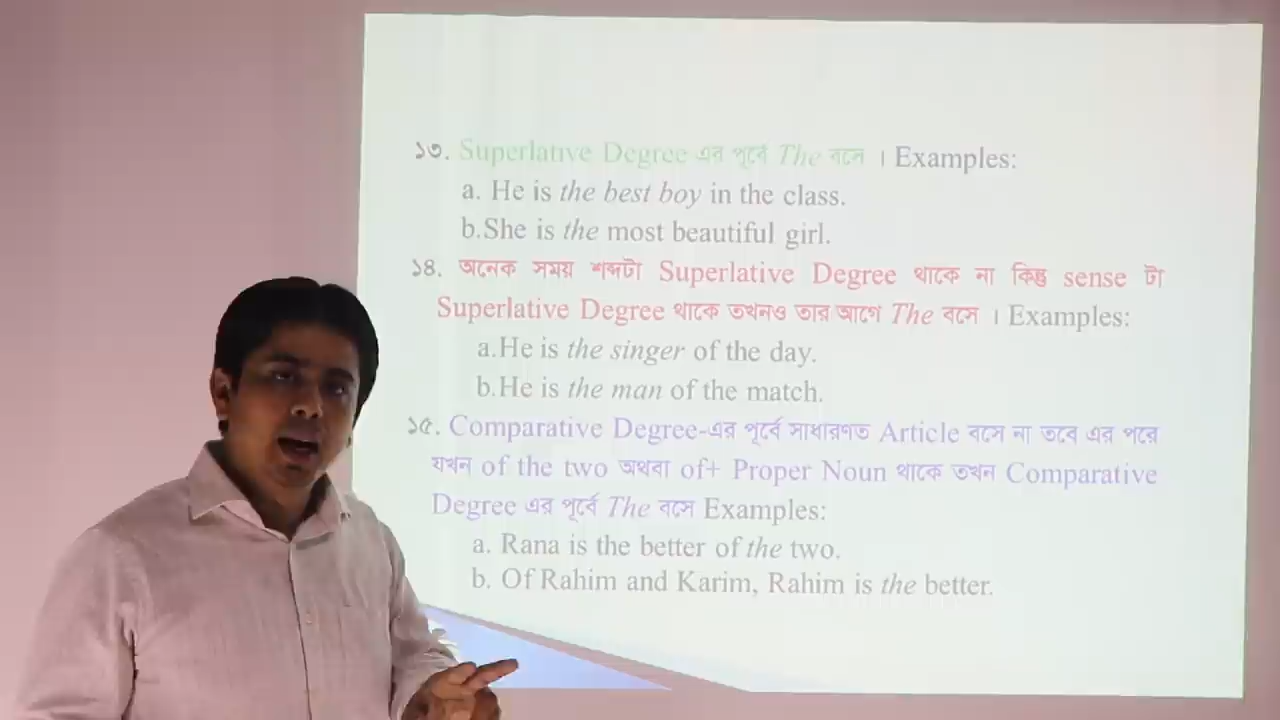 ১৩. Superlative Degree এর পূর্বে The বসে । Examples:
a. He is the best boy in the class.
b.She is the most beautiful girl.
১৪. অনেক সময় শব্দটা Superlative Degree থাকে না কিন্তু sense টা
Superlative Degree থাকে তখনও তার আগে The বসে । Examples:
a.He is the singer of the day.
b.He is the man of the match.
১৫. Comparative Degree-এর পূর্বে সাধারণত Article বসে না তবে এর পরে
যখন of the two অথবা of+ Proper Noun থাকে তখন Comparative
Degree এর পূর্বে The বসে Examples:
a. Rana is the better of the two.
b. Of Rahim and Karim, Rahim is the better.